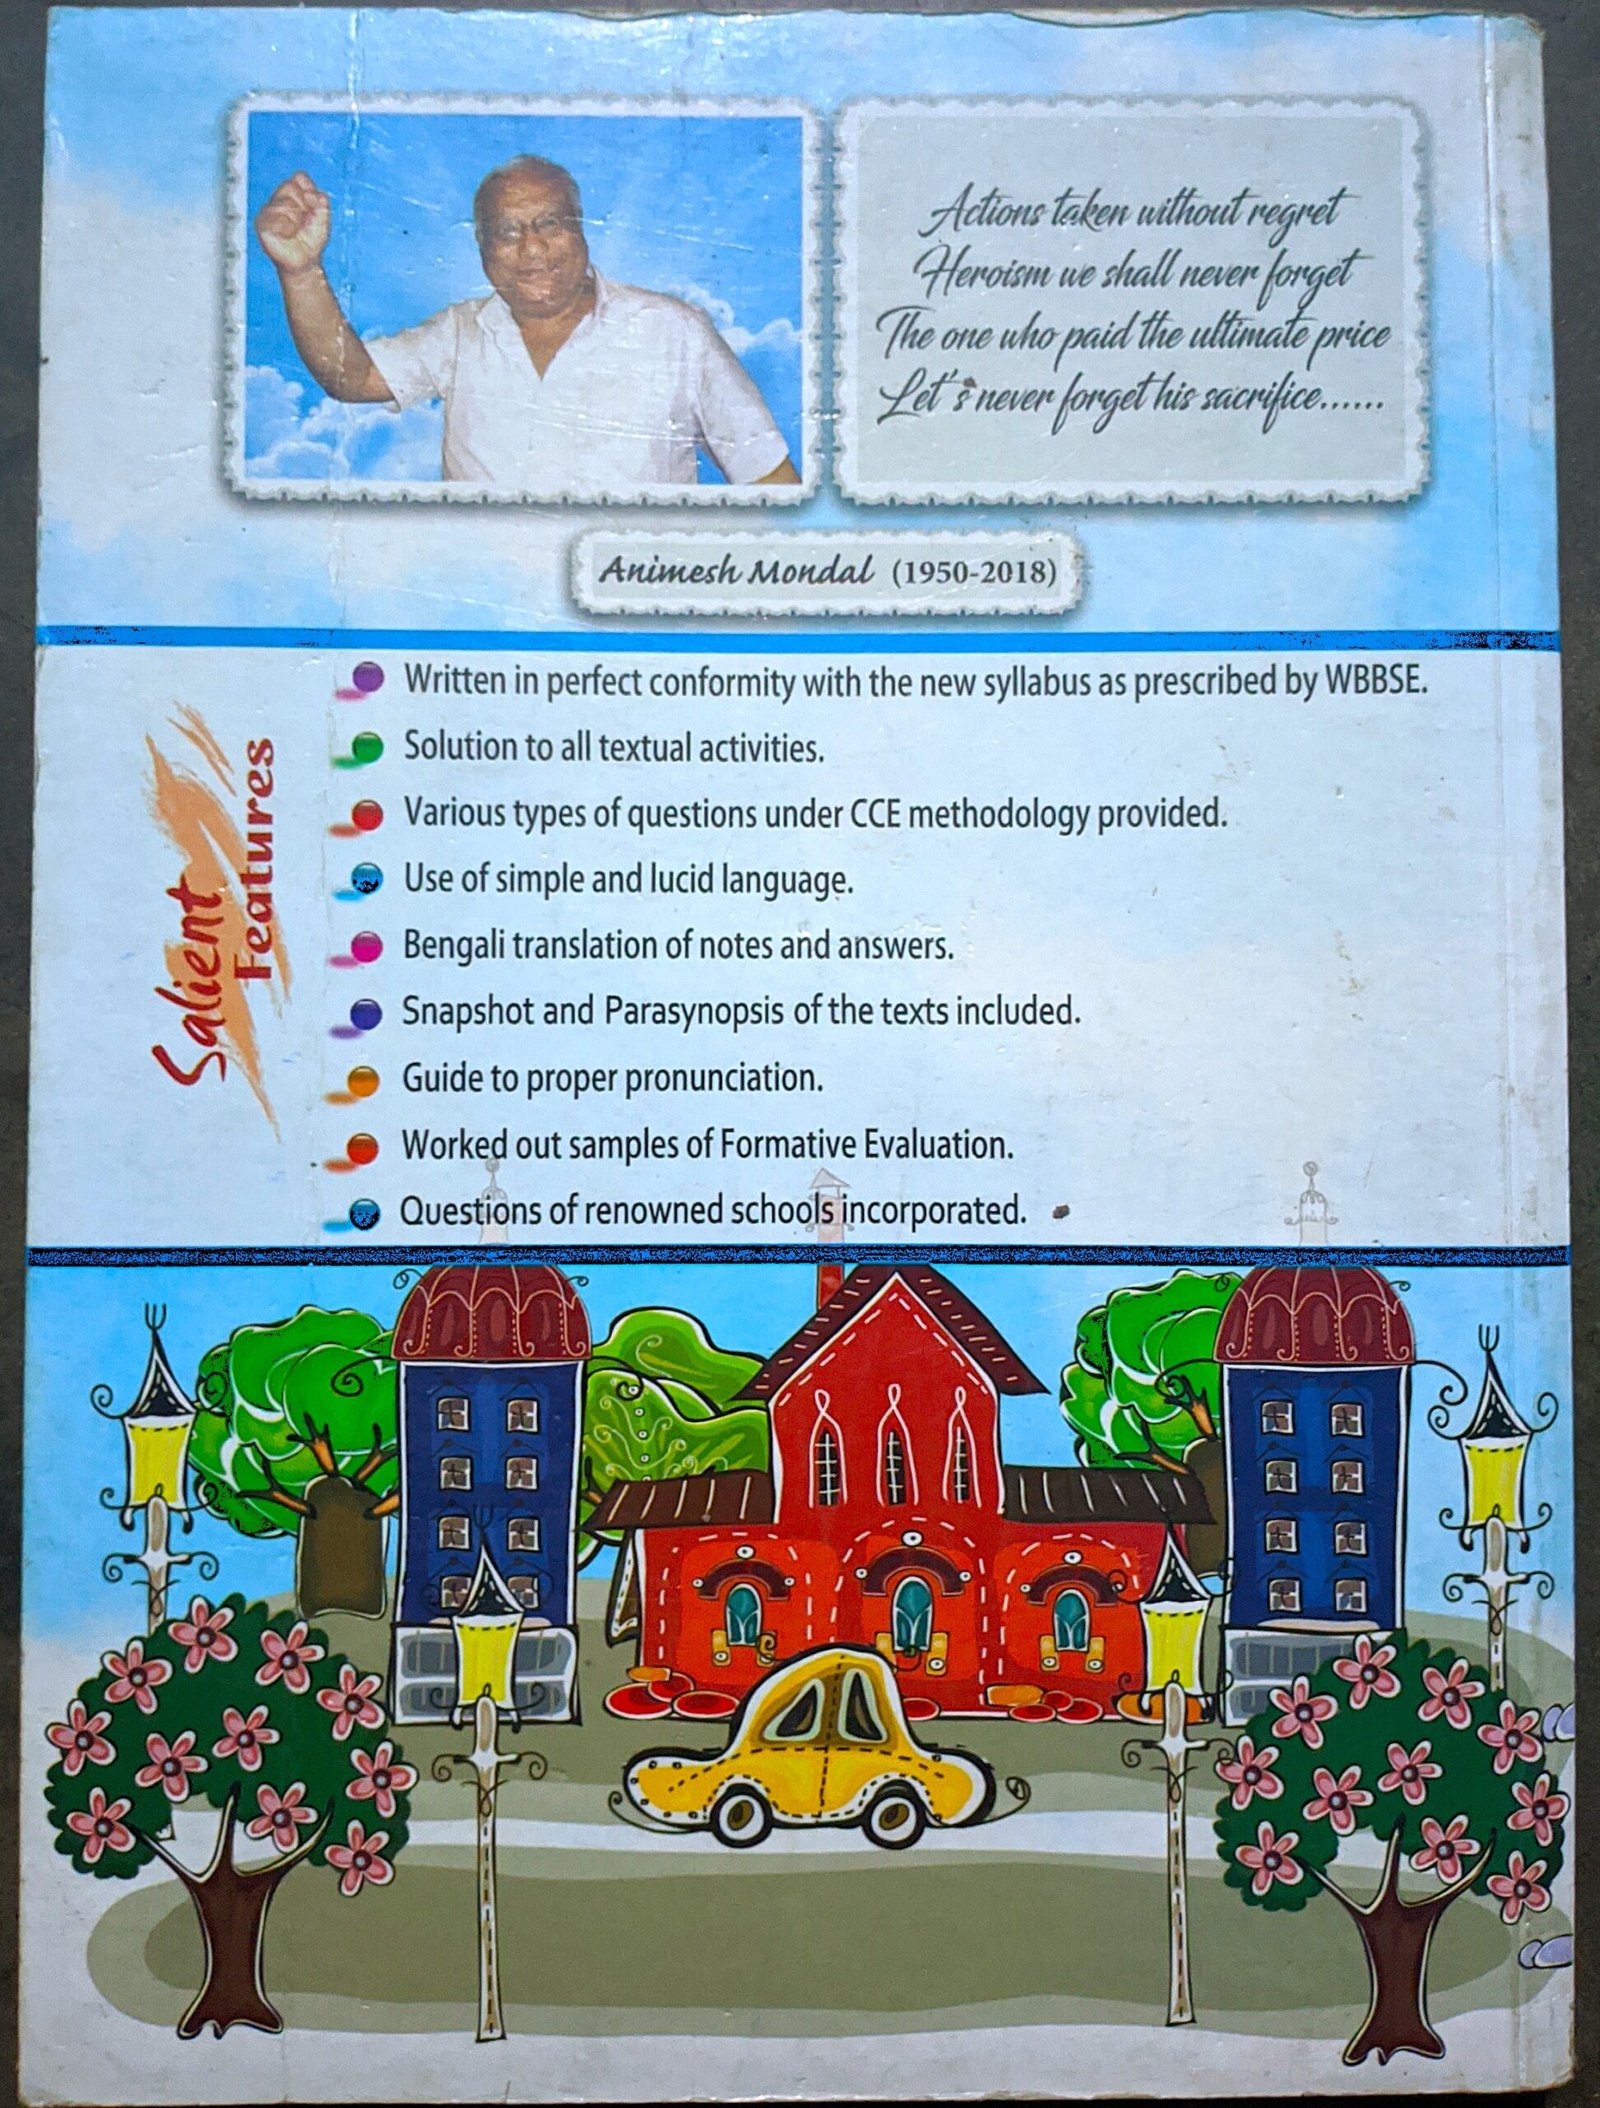 Actions taken without regret
Heroism we shall never forget
The one who paid the ultimate price
Let's never forget his sacrifice......
Animesh Mondal (1950-2018)
Salient
Features
Written in perfect conformity with the new syllabus as prescribed by WBBSE.
Solution to all textual activities.
Various types of questions under CCE methodology provided.
Use of simple and lucid language.
Bengali translation of notes and answers.
Snapshot and Parasynopsis of the texts included.
Guide to proper pronunciation.
Worked out samples of Formative Evaluation.
Questions of renowned schools incorporated.